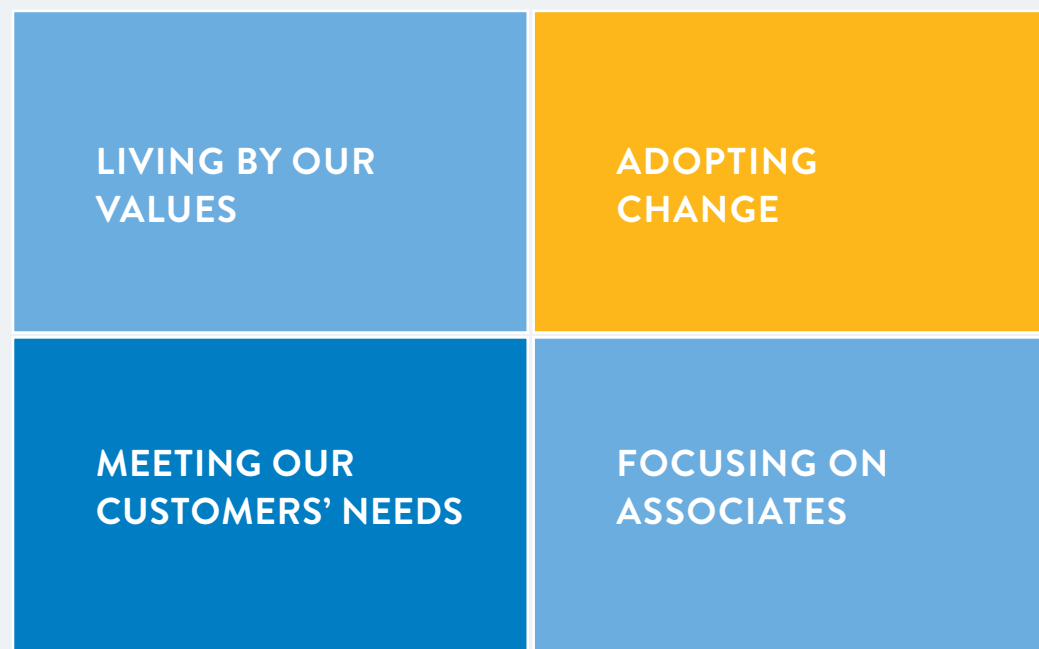 LIVING BY OUR
VALUES
ADOPTING
CHANGE
MEETING OUR
CUSTOMERS’ NEEDS
FOCUSING ON
ASSOCIATES